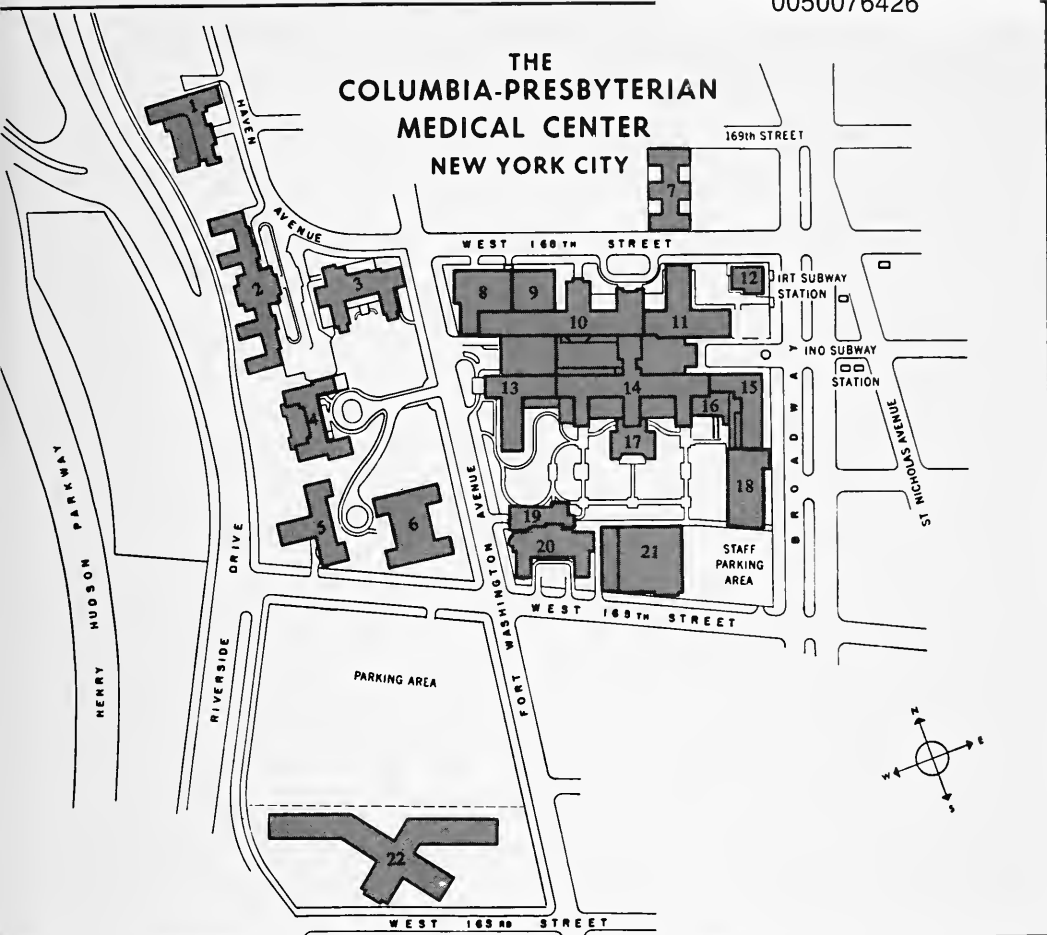 0050076426
THE
COLUMBIA-PRESBYTERIAN
MEDICAL CENTER
NEW YORK CITY
169th STREET
HAVEN
AVENUE
WEST 168TH STREET
IRT SUBWAY
STATION
IND SUBWAY
STATION
BROADWAY
ST NICHOLAS AVENUE
HENRY HUDSON PARKWAY
RIVERSIDE
DRIVE
FORT WASHINGTON
AVENUE
STAFF
PARKING
AREA
WEST 165TH STREET
PARKING AREA
WEST 163RD STREET
1
2
3
4
5
6
7
8
9
10
11
12
13
14
15
16
17
18
19
20
21
22
N
E
W
S